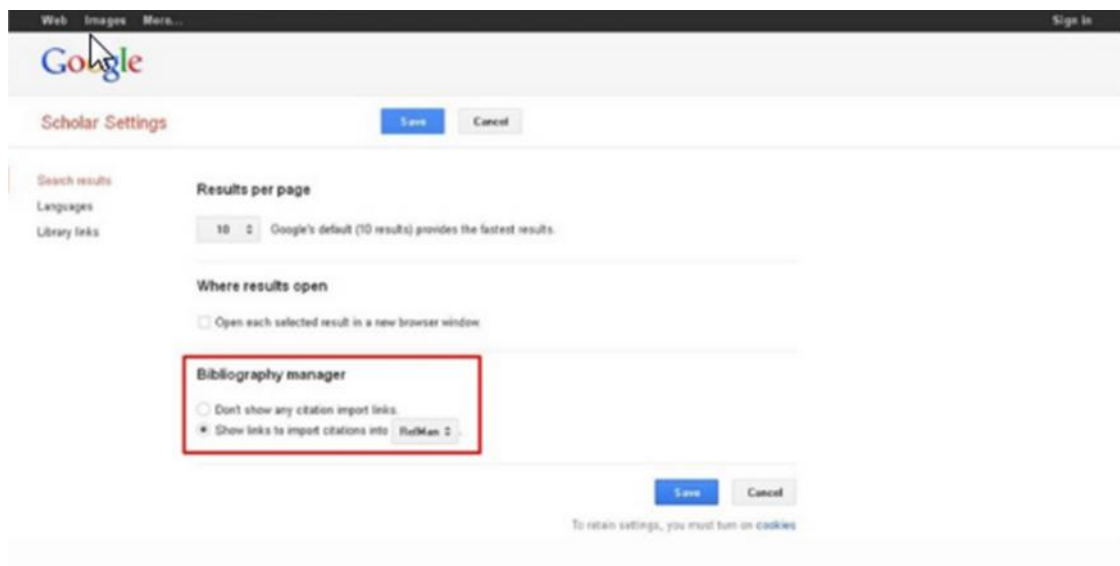 Web Images More...
Sign in
Google
Scholar Settings
Save
Cancel
Search results
Languages
Library links
Results per page
10 Google's default (10 results) provides the fastest results.
Where results open
Open each selected result in a new browser window.
Bibliography manager
Don't show any citation import links.
Show links to import citations into RefMan .
Save
Cancel
To retain settings, you must turn on cookies